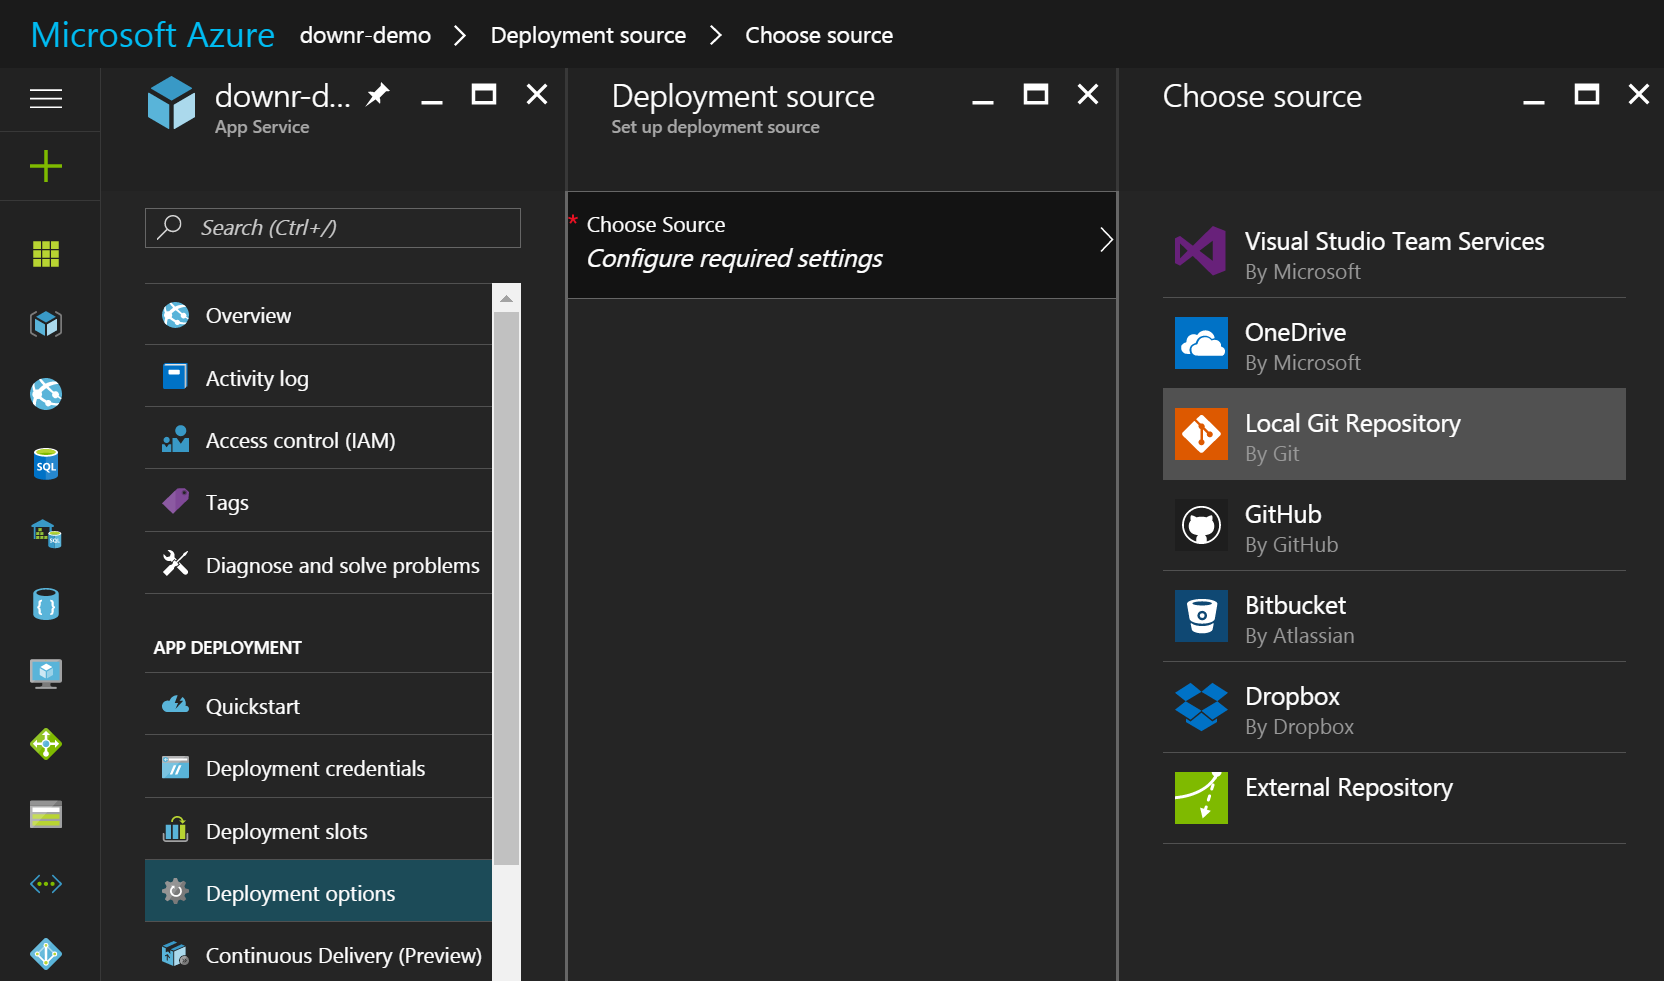 Microsoft Azure downr-demo > Deployment source > Choose source
downr-d...
App Service
Search (Ctrl+/)
Overview
Activity log
Access control (IAM)
Tags
Diagnose and solve problems
APP DEPLOYMENT
Quickstart
Deployment credentials
Deployment slots
Deployment options
Continuous Delivery (Preview)
SQL
SQL
{ }
Deployment source
Set up deployment source
* Choose Source
Configure required settings
Choose source
Visual Studio Team Services
By Microsoft
OneDrive
By Microsoft
Local Git Repository
By Git
GitHub
By GitHub
Bitbucket
By Atlassian
Dropbox
By Dropbox
External Repository